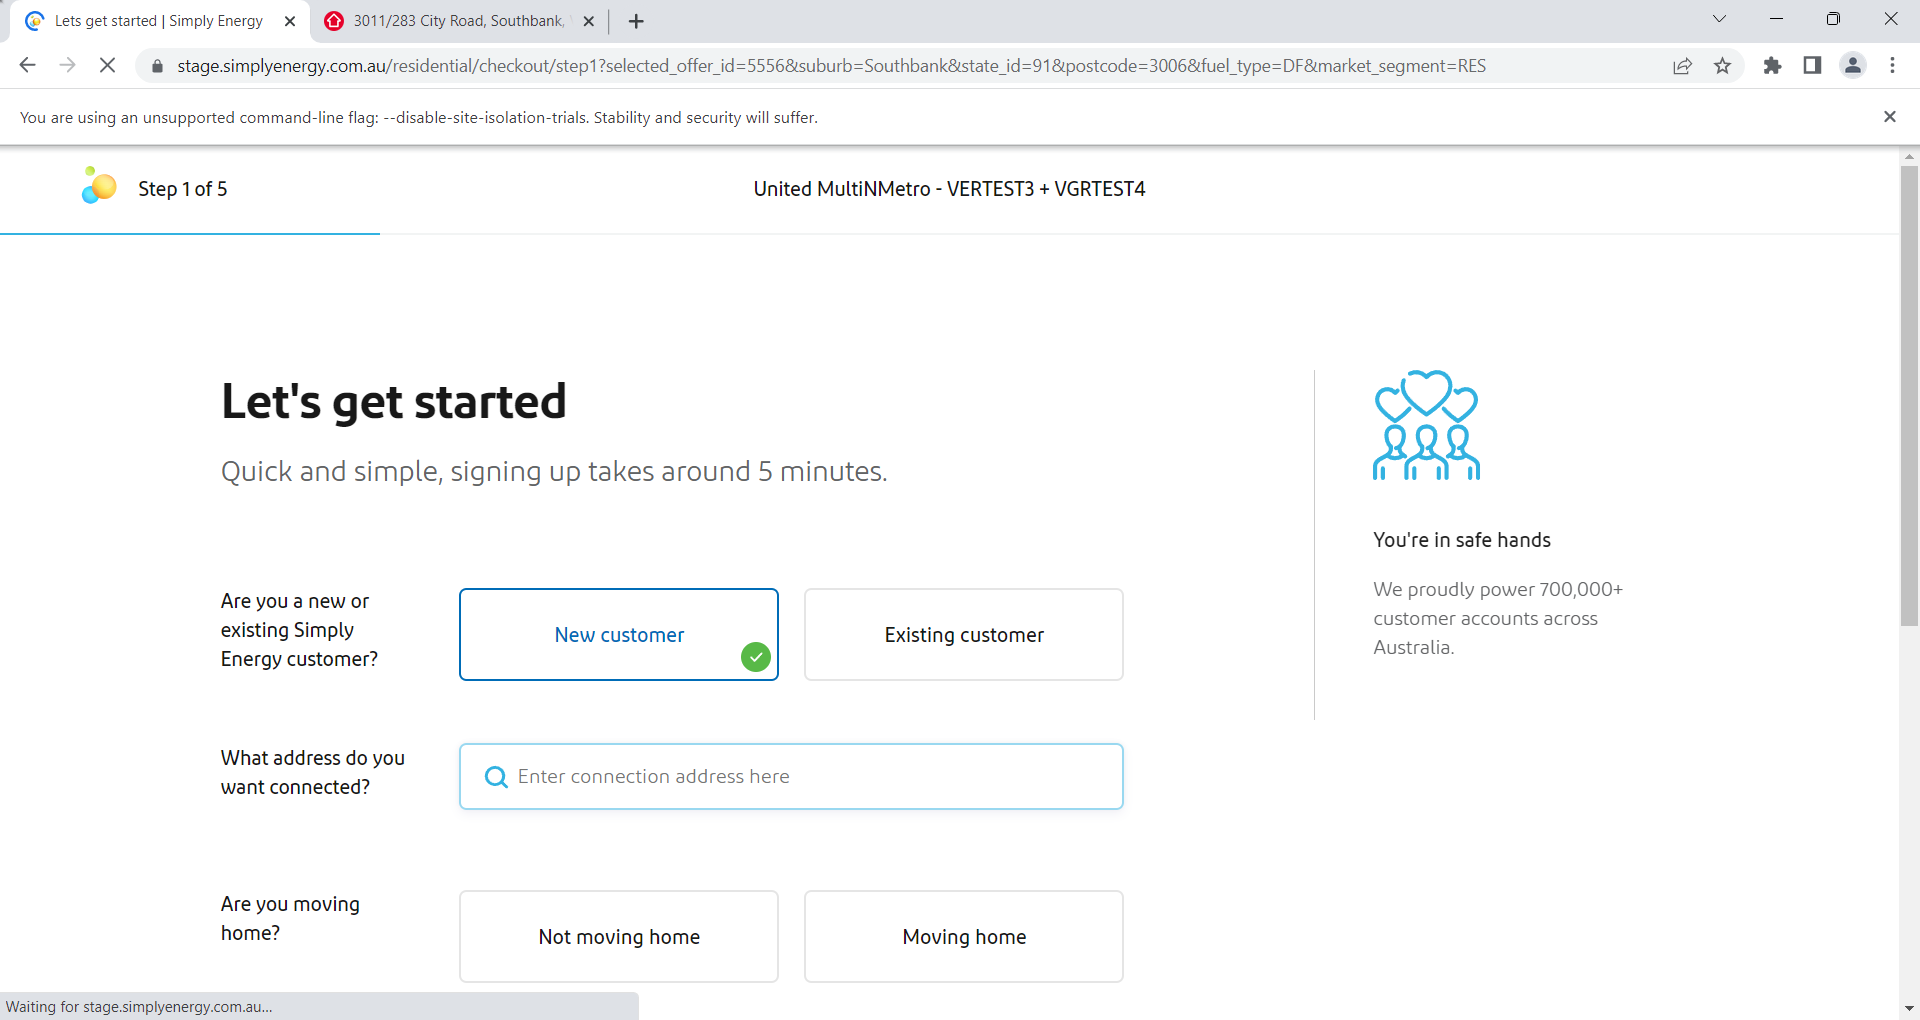 Lets get started | Simply Energy
3011/283 City Road, Southbank,
stage.simplyenergy.com.au/residential/checkout/step1?selected_offer_id=5556&suburb=Southbank&state_id=91&postcode=3006&fuel_type=DF&market_segment=RES
You are using an unsupported command-line flag: --disable-site-isolation-trials. Stability and security will suffer.
Step 1 of 5
United MultiNMetro - VERTEST3 + VGRTEST4
Let's get started
Quick and simple, signing up takes around 5 minutes.
Are you a new or
existing Simply
Energy customer?
New customer
Existing customer
What address do you
want connected?
Enter connection address here
Are you moving
home?
Not moving home
Moving home
You're in safe hands
We proudly power 700,000+
customer accounts across
Australia.
Waiting for stage.simplyenergy.com.au...